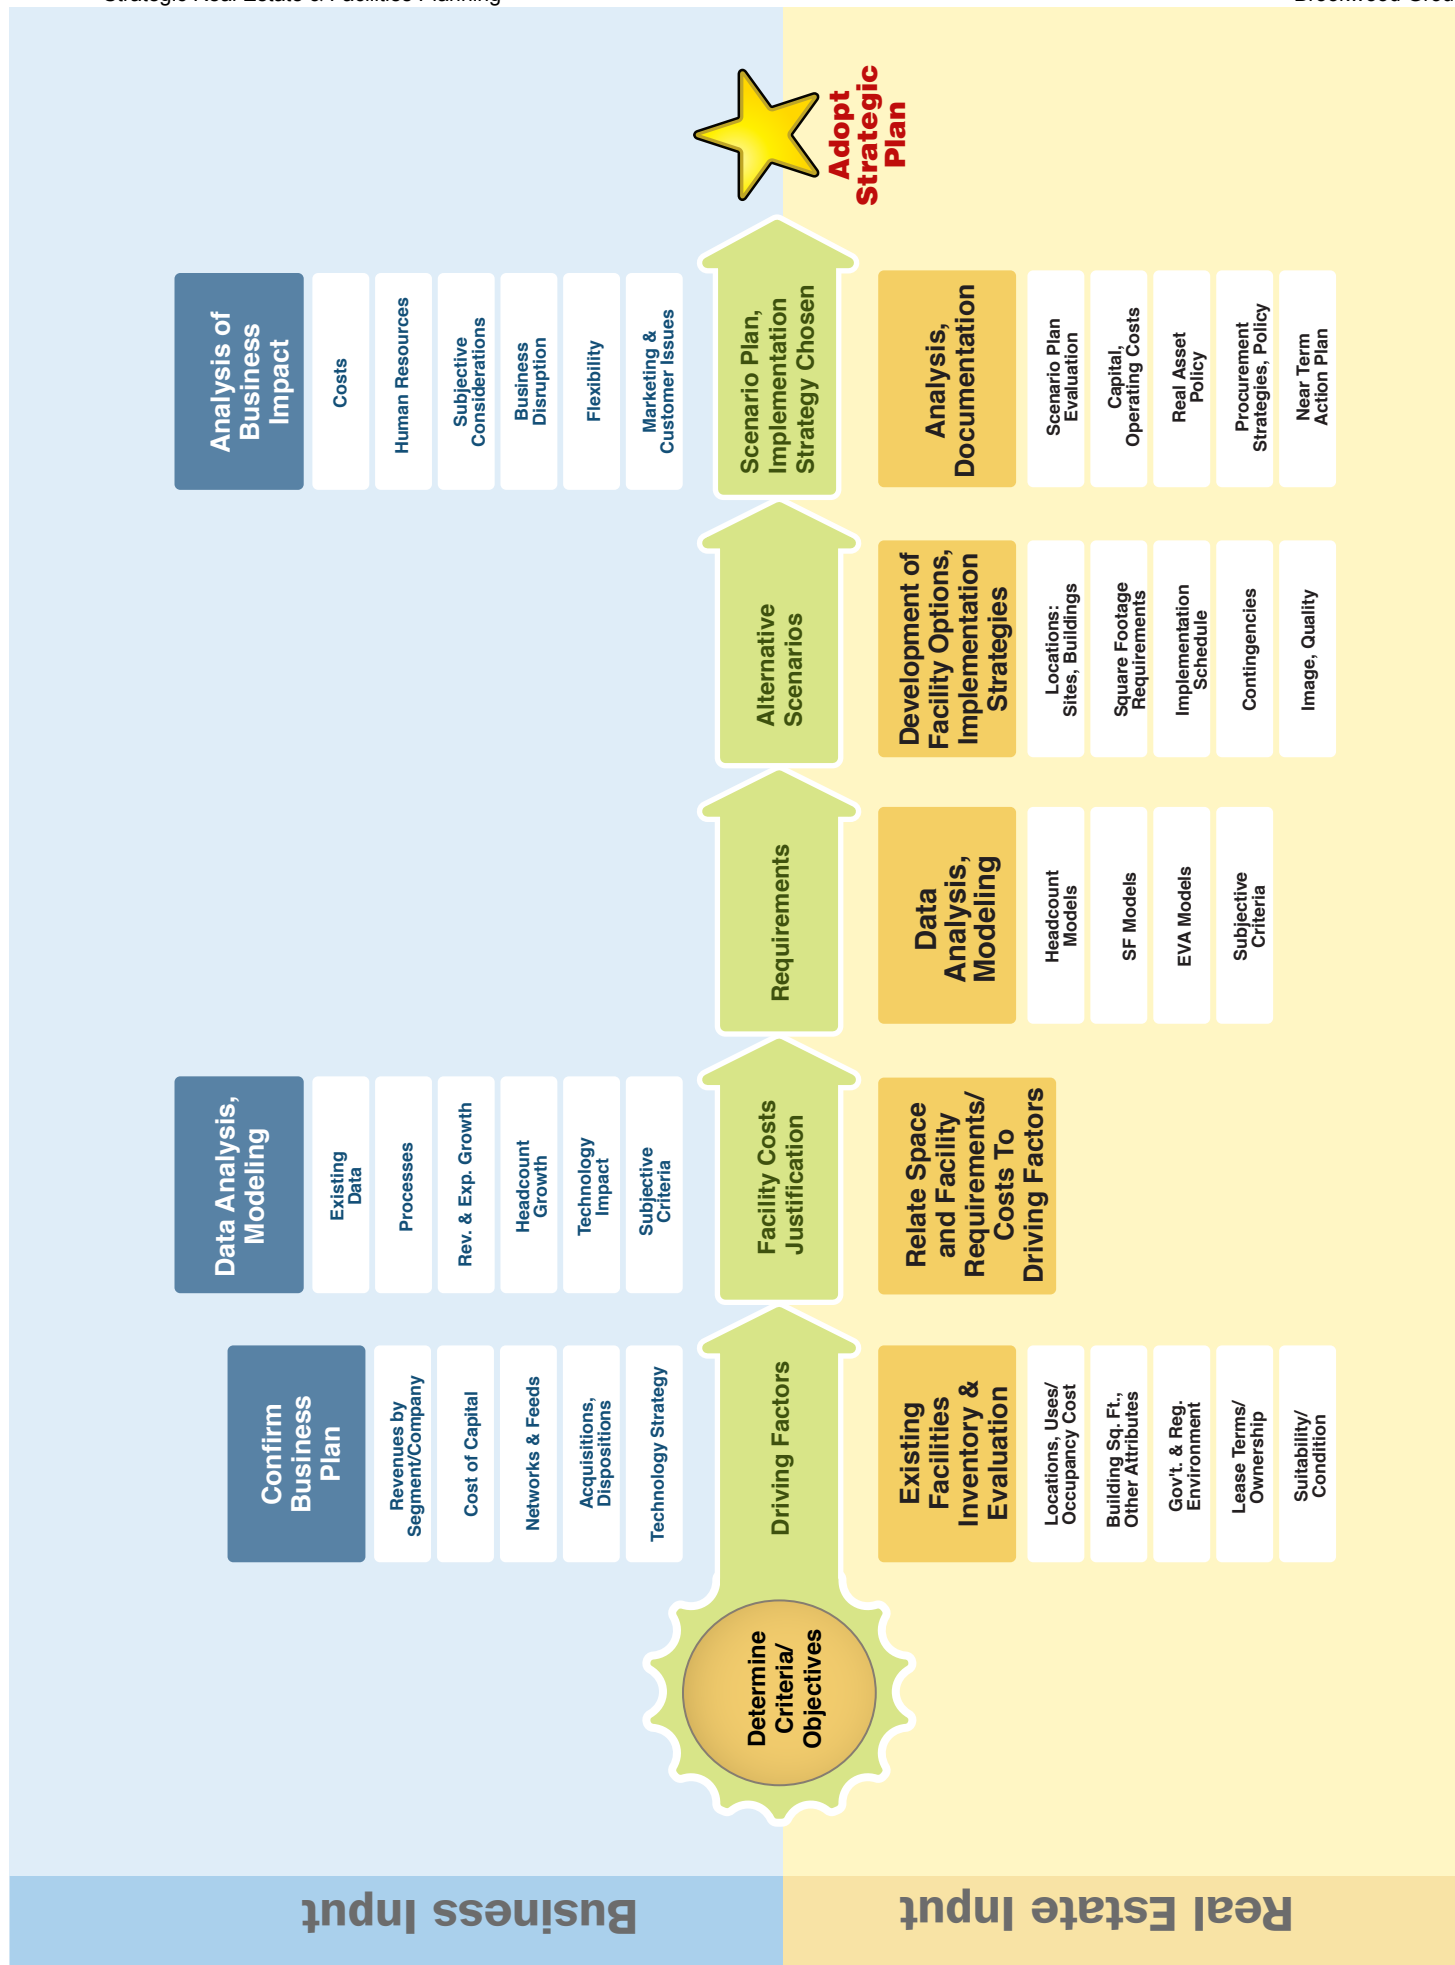 Strategic Real Estate & Facilities Planning
Business Input
Confirm
Business
Plan
Revenues by
Segment/Company
Cost of Capital
Networks & Feeds
Acquisitions,
Dispositions
Technology Strategy
Data Analysis,
Modeling
Existing
Data
Processes
Rev. & Exp. Growth
Headcount
Growth
Technology
Impact
Subjective
Criteria
Analysis of
Business
Impact
Costs
Human Resources
Subjective
Considerations
Business
Disruption
Flexibility
Marketing &
Customer Issues
Determine
Criteria/
Objectives
Driving Factors
Facility Costs
Justification
Requirements
Alternative
Scenarios
Scenario Plan,
Implementation
Strategy Chosen
Adopt
Strategic
Plan
Real Estate Input
Existing
Facilities
Inventory &
Evaluation
Locations, Uses/
Occupancy Cost
Building Sq. Ft.,
Other Attributes
Gov't. & Reg.
Environment
Lease Terms/
Ownership
Suitability/
Condition
Relate Space
and Facility
Requirements/
Costs To
Driving Factors
Data
Analysis,
Modeling
Headcount
Models
SF Models
EVA Models
Subjective
Criteria
Development of
Facility Options,
Implementation
Strategies
Locations:
Sites, Buildings
Square Footage
Requirements
Implementation
Schedule
Contingencies
Image, Quality
Analysis,
Documentation
Scenario Plan
Evaluation
Capital,
Operating Costs
Real Asset
Policy
Procurement
Strategies, Policy
Near Term
Action Plan